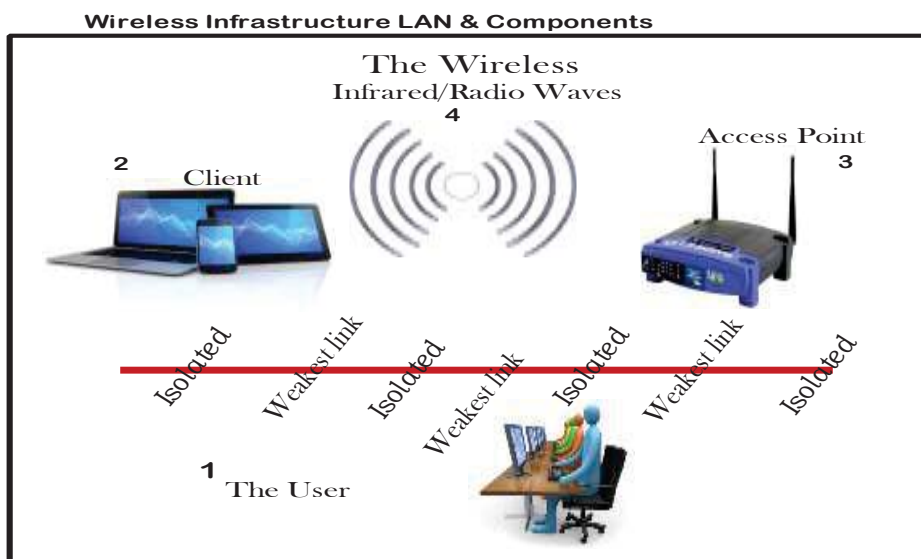 Wireless Infrastructure LAN & Components
The Wireless
Infrared/Radio Waves
4
Access Point
3
2
Client
Isolated
Weakest link
Isolated
Weakest link
Isolated
Weakest link
Isolated
1
The User